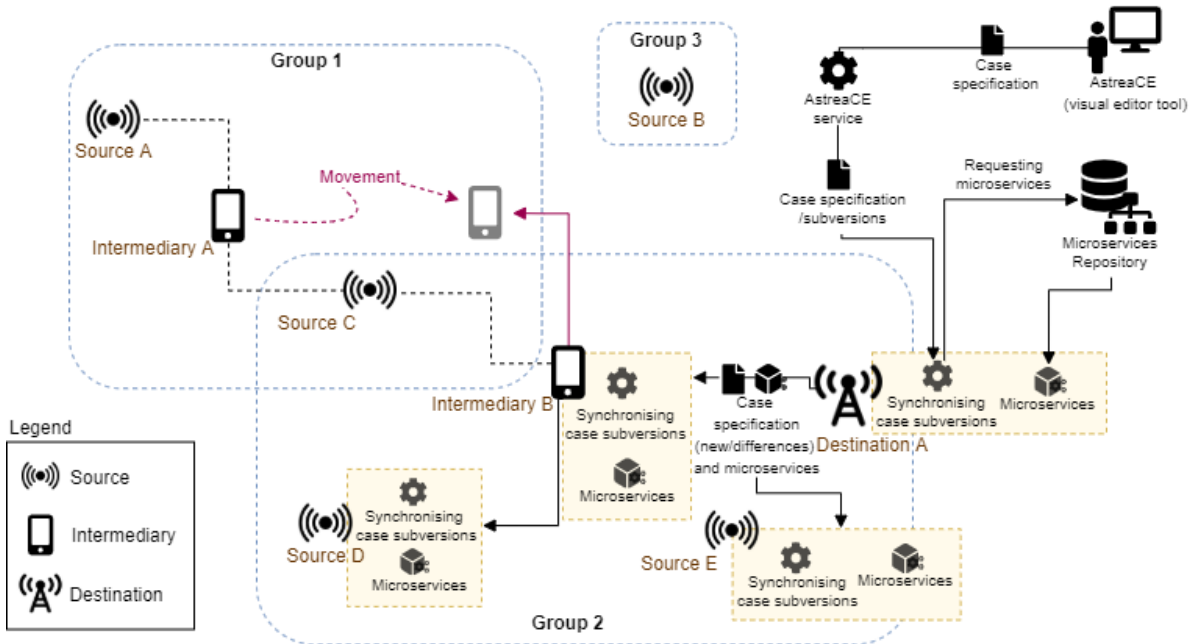 Group 1
Group 3
Source A
Source B
Case
specification
AstreaCE
(visual editor tool)
AstreaCE
service
Movement
Intermediary A
Case specification
/subversions
Requesting
microservices
Microservices
Repository
Source C
Intermediary B
Synchronising
case subversions
Microservices
Case
specification
(new/differences)
and microservices
Destination A
Synchronising
case subversions
Microservices
Legend
Source
Intermediary
Destination
Source D
Synchronising
case subversions
Microservices
Source E
Synchronising
case subversions
Microservices
Group 2